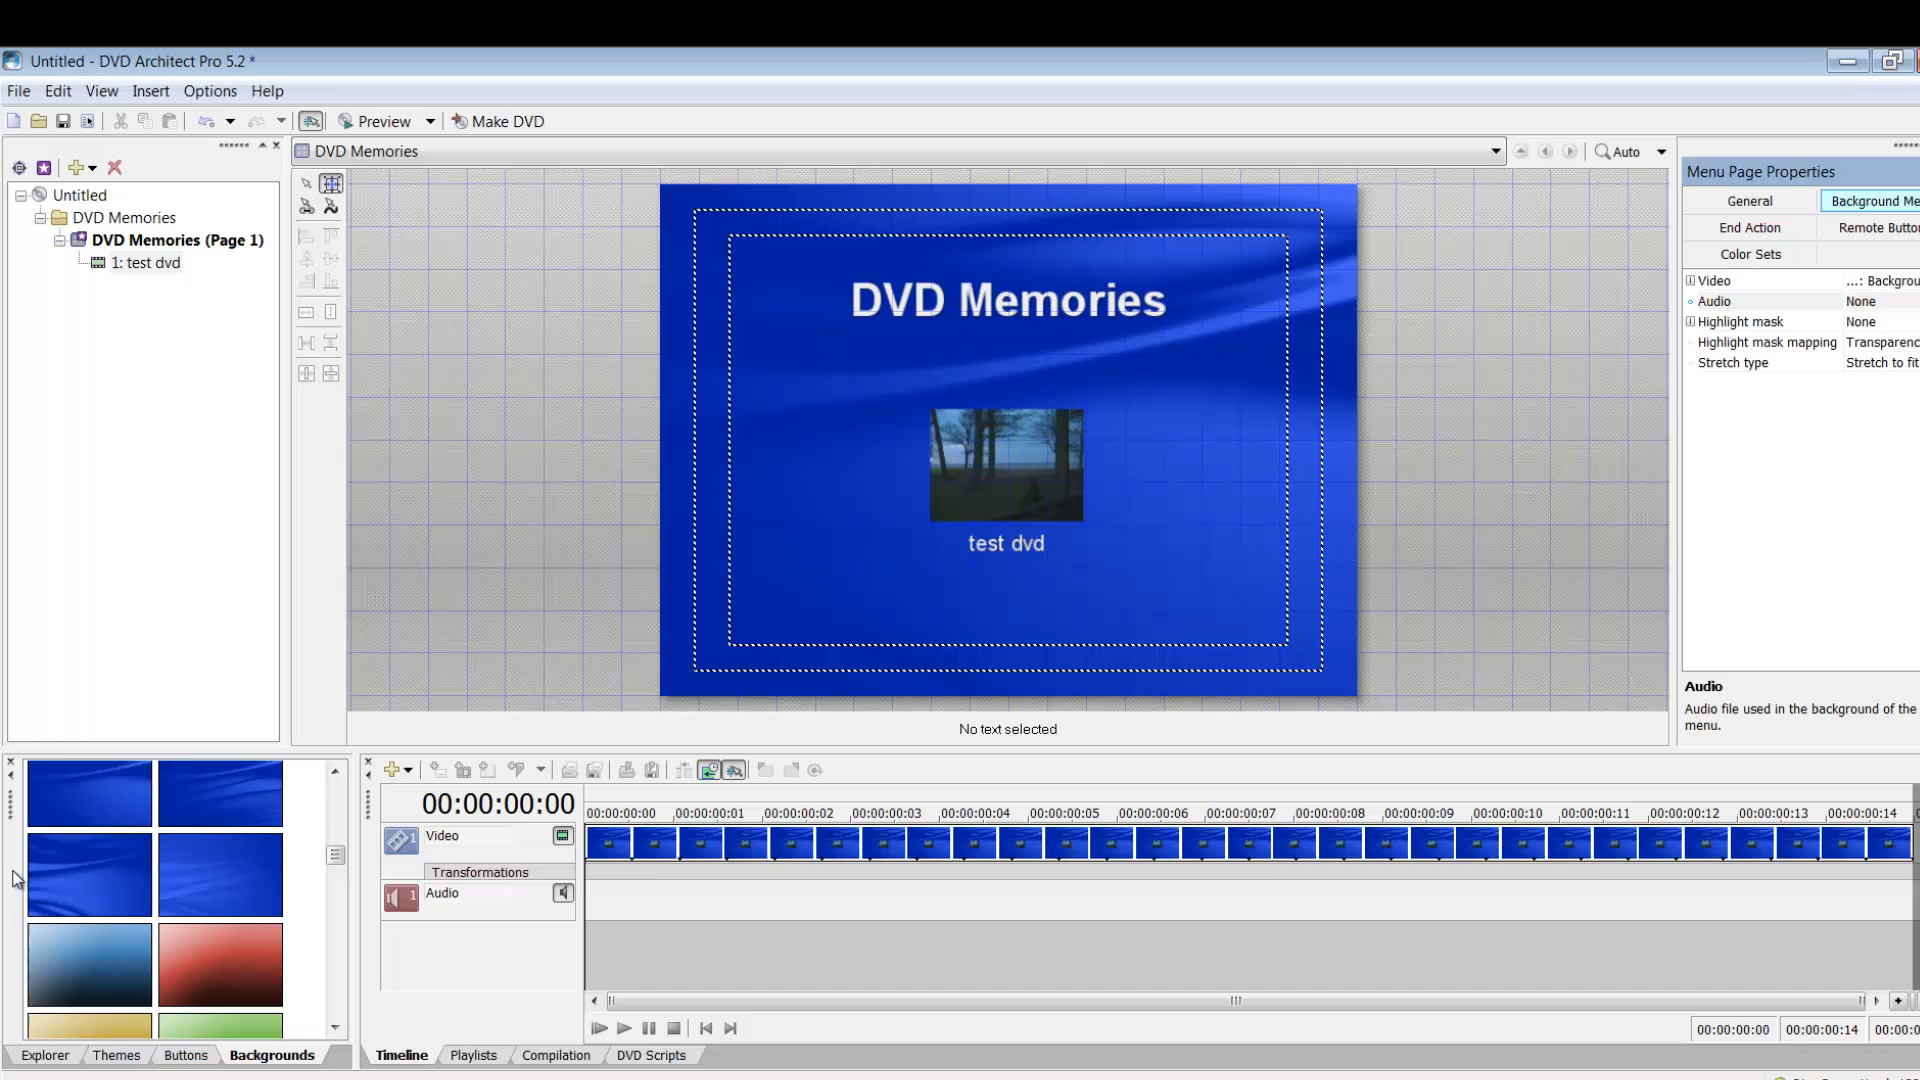 Untitled - DVD Architect Pro 5.2 *
File Edit View Insert Options Help
Preview Make DVD
DVD Memories
Auto
Untitled
DVD Memories
DVD Memories (Page 1)
1: test dvd
DVD Memories
test dvd
No text selected
Menu Page Properties
General Background Me
End Action Remote Butto
Color Sets
Video ...: Backgrou
Audio None
Highlight mask None
Highlight mask mapping Transparenc
Stretch type Stretch to fit
Audio
Audio file used in the background of the
menu.
00:00:00:00
00:00:00:00 ,00:00:00:01 ,00:00:00:02 ,00:00:00:03 ,00:00:00:04 ,00:00:00:05 ,00:00:00:06 ,00:00:00:07 ,00:00:00:08 ,00:00:00:09 ,00:00:00:10 ,00:00:00:11 ,00:00:00:12 ,00:00:00:13 ,00:00:00:14
1 Video
Transformations
1 Audio
00:00:00:00 00:00:00:14 00:00:0
Explorer Themes Buttons Backgrounds
Timeline Playlists Compilation DVD Scripts